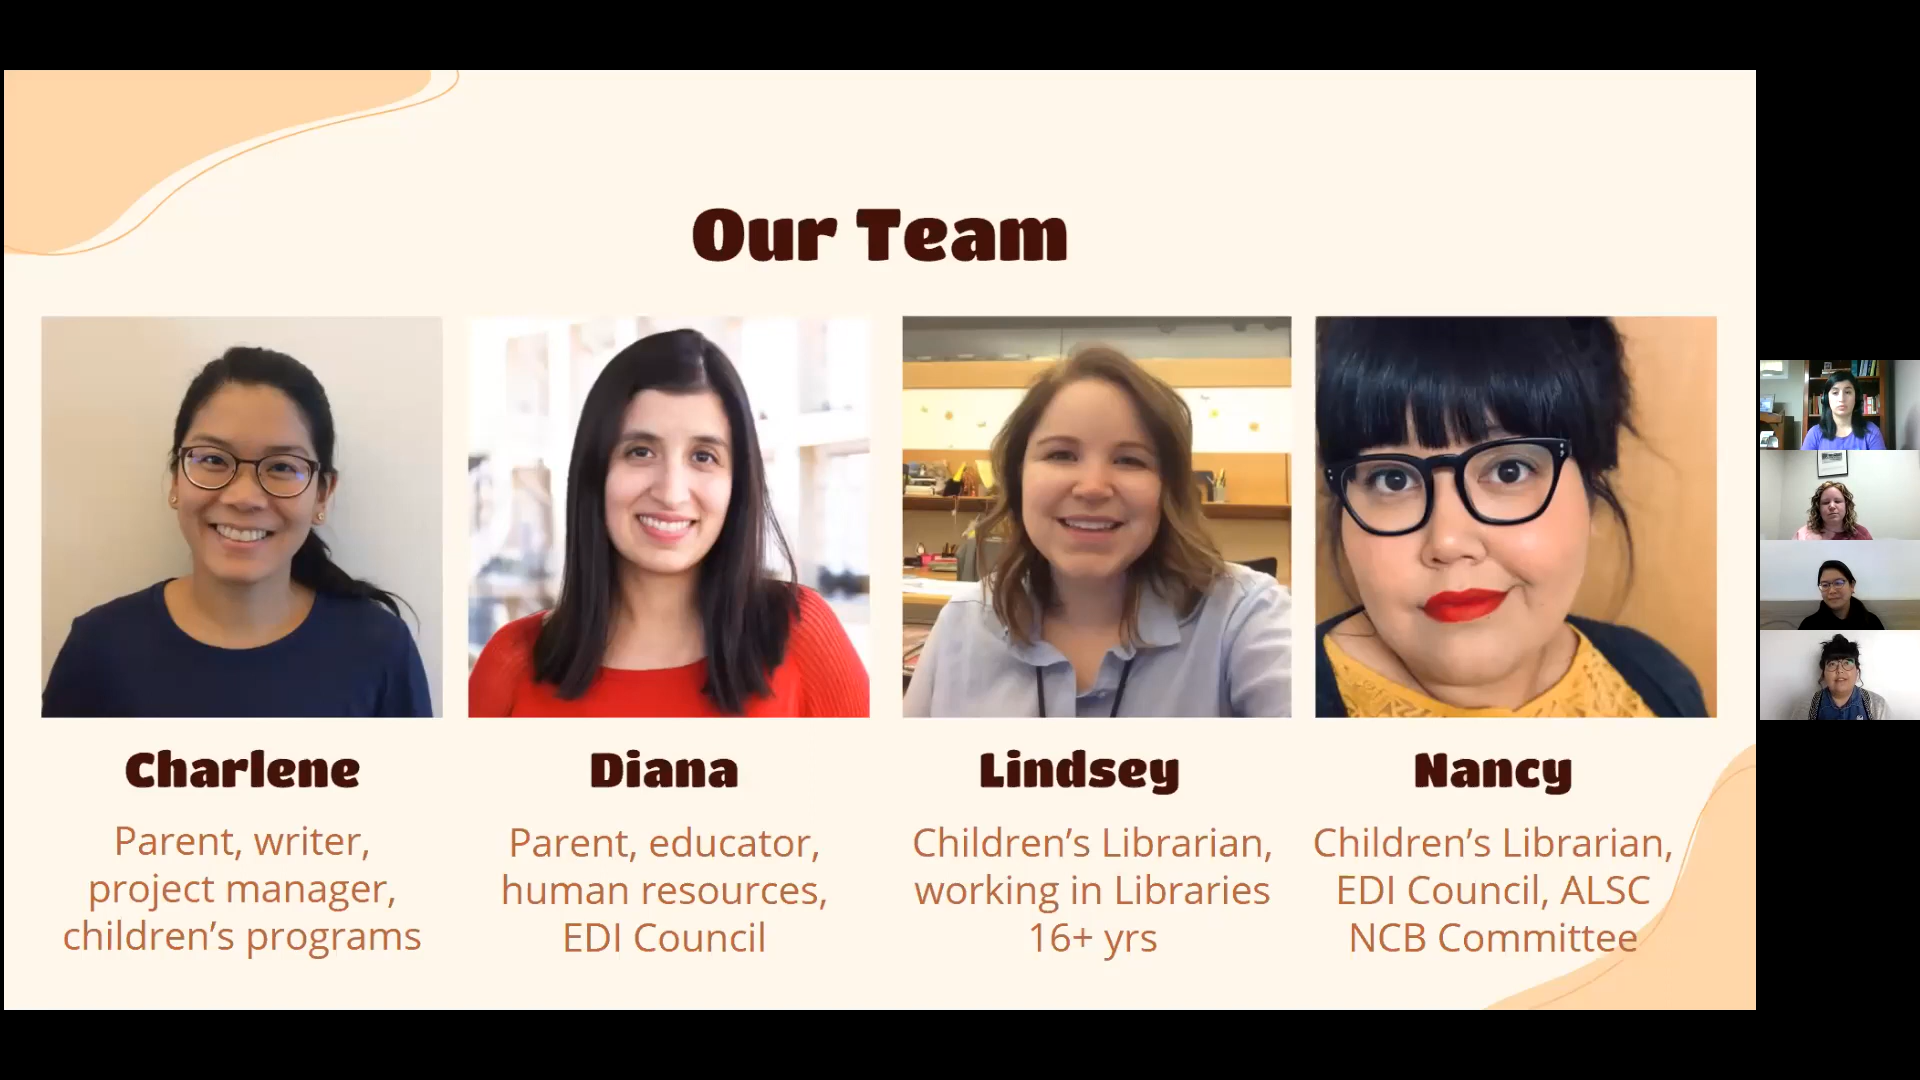 Our Team
Charlene
Parent, writer,
project manager,
children's programs
Diana
Parent, educator,
human resources,
EDI Council
Lindsey
Children's Librarian,
working in Libraries
16+ yrs
Nancy
Children's Librarian,
EDI Council, ALSC
NCB Committee